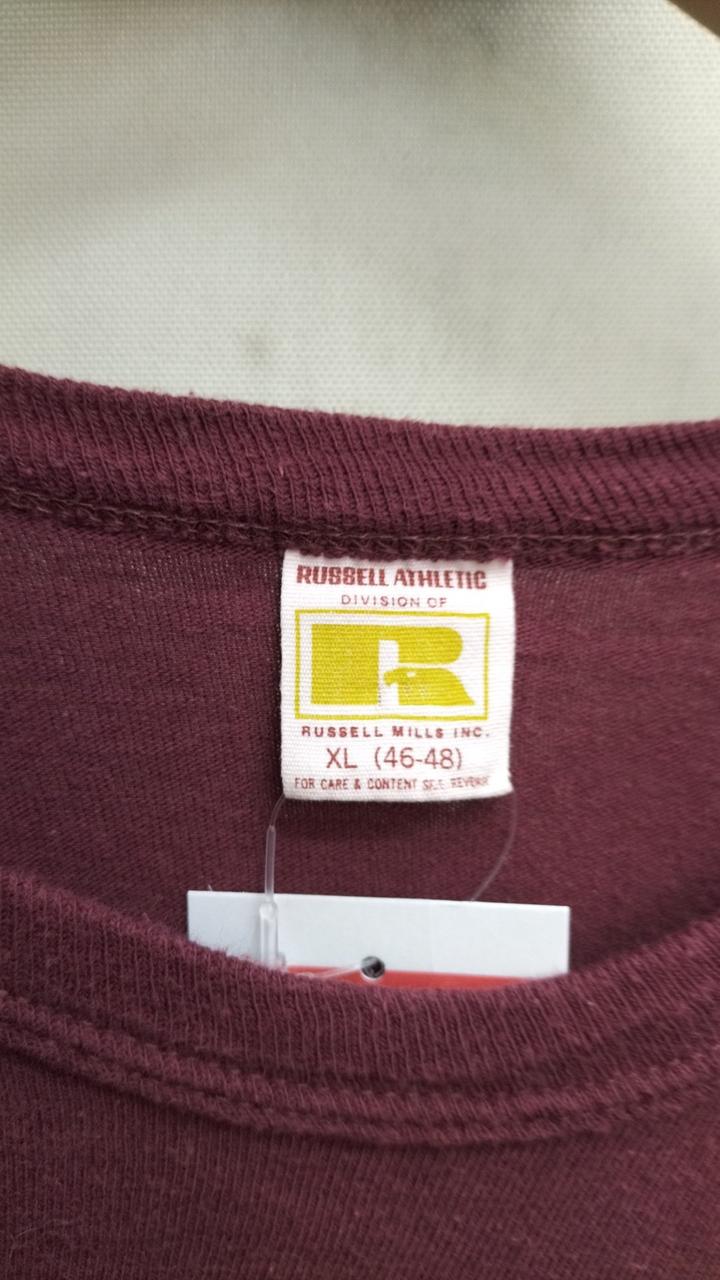 RUSSELL ATHLETIC
DIVISION OF
R
RUSSELL MILLS INC.
XL (46-48)
FOR CARE & CONTENT SEE REVERSE